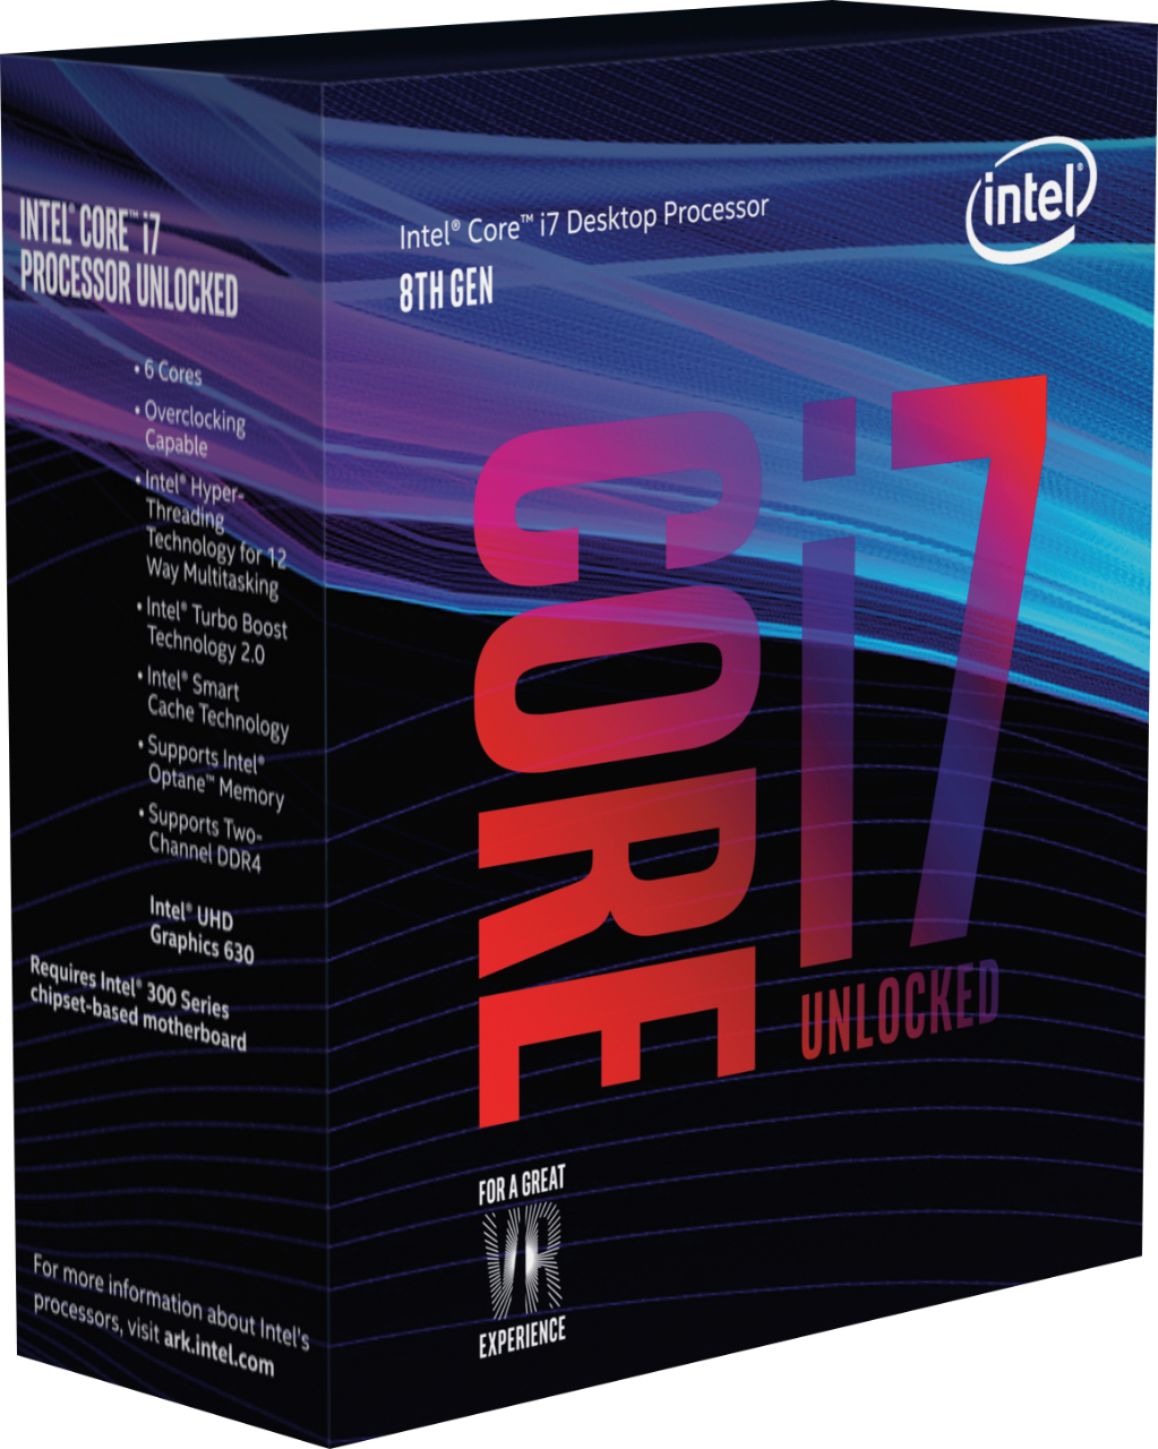 INTEL® CORE™ i7
PROCESSOR UNLOCKED
• 6 Cores
• Overclocking
Capable
• Intel® Hyper-
Threading
Technology for 12
Way Multitasking
• Intel® Turbo Boost
Technology 2.0
• Intel® Smart
Cache Technology
• Supports Intel®
Optane™ Memory
• Supports Two-
Channel DDR4
Intel® UHD
Graphics 630
Requires Intel® 300 Series
chipset-based motherboard
For more information about Intel's
processors, visit ark.intel.com
intel®
Intel® Core™ i7 Desktop Processor
8TH GEN
CORE
i7
UNLOCKED
FOR A GREAT
VR
EXPERIENCE